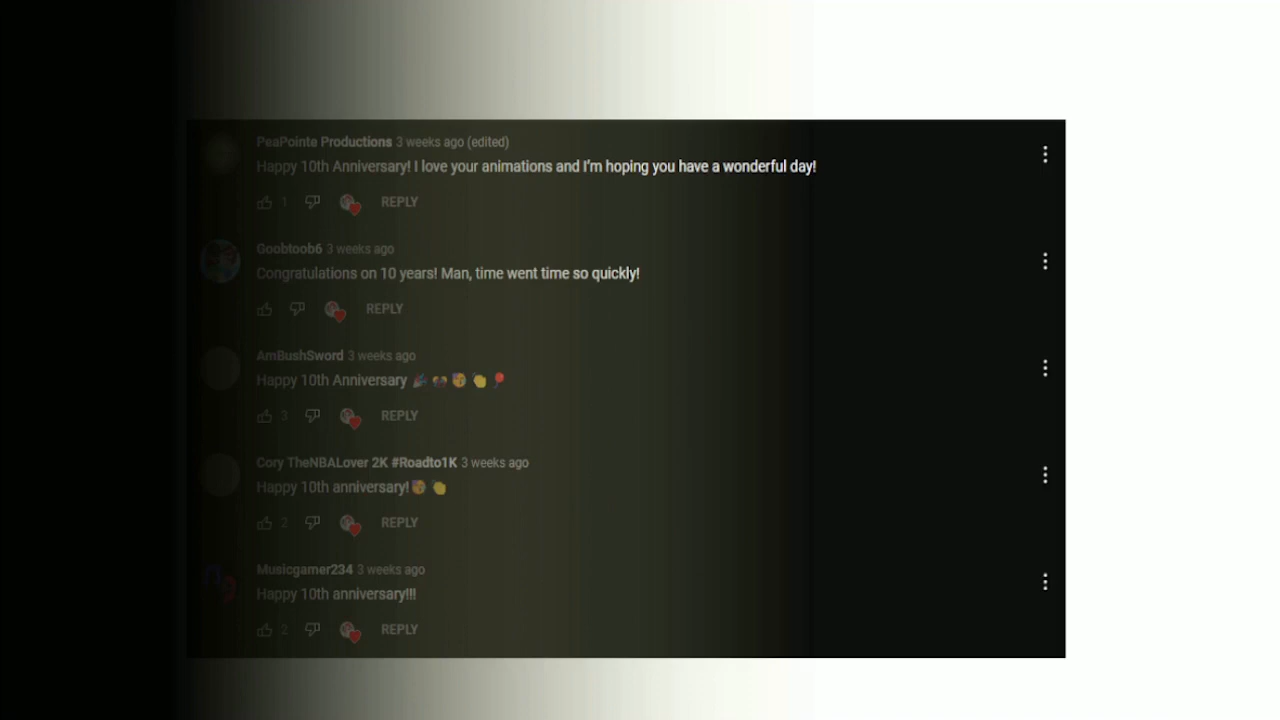 PeaPointe Productions 3 weeks ago (edited)
Happy 10th Anniversary! I love your animations and I'm hoping you have a wonderful day!
1 REPLY
Goobtoob6 3 weeks ago
Congratulations on 10 years! Man, time went time so quickly!
REPLY
AmBushSword 3 weeks ago
Happy 10th Anniversary 🎉🎊🥳👏🎈
3 REPLY
Cory TheNBALover 2K #Roadto1K 3 weeks ago
Happy 10th anniversary!🥳👏
2 REPLY
Musicgamer234 3 weeks ago
Happy 10th anniversary!!!
2 REPLY